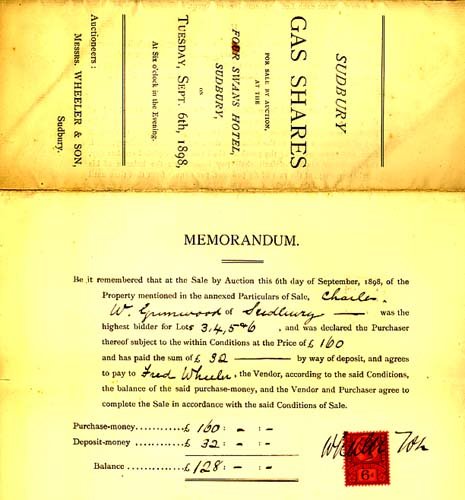 SUDBURY
GAS SHARES
FOR SALE BY AUCTION,
AT THE
FOUR SWANS HOTEL,
SUDBURY,
ON
TUESDAY, SEPT. 6th, 1898,
At Six o'clock in the Evening.
Auctioneers:
MESSRS. WHEELER & SON,
Sudbury.
MEMORANDUM.
Be it remembered that at the Sale by Auction this 6th day of September, 1898, of the
Property mentioned in the annexed Particulars of Sale, Charles
W. Grimwood of Sudbury was the
highest bidder for Lots 3, 4, 5 & 6, and was declared the Purchaser
thereof subject to the within Conditions at the Price of £ 160
and has paid the sum of £ 32 by way of deposit, and agrees
to pay to Fred Wheeler, the Vendor, according to the said Conditions,
the balance of the said purchase-money, and the Vendor and Purchaser agree to
complete the Sale in accordance with the said Conditions of Sale.
Purchase-money............£ 160: - : -
Deposit-money............£ 32: - : -
Balance............£ 128: - : -
Wheeler